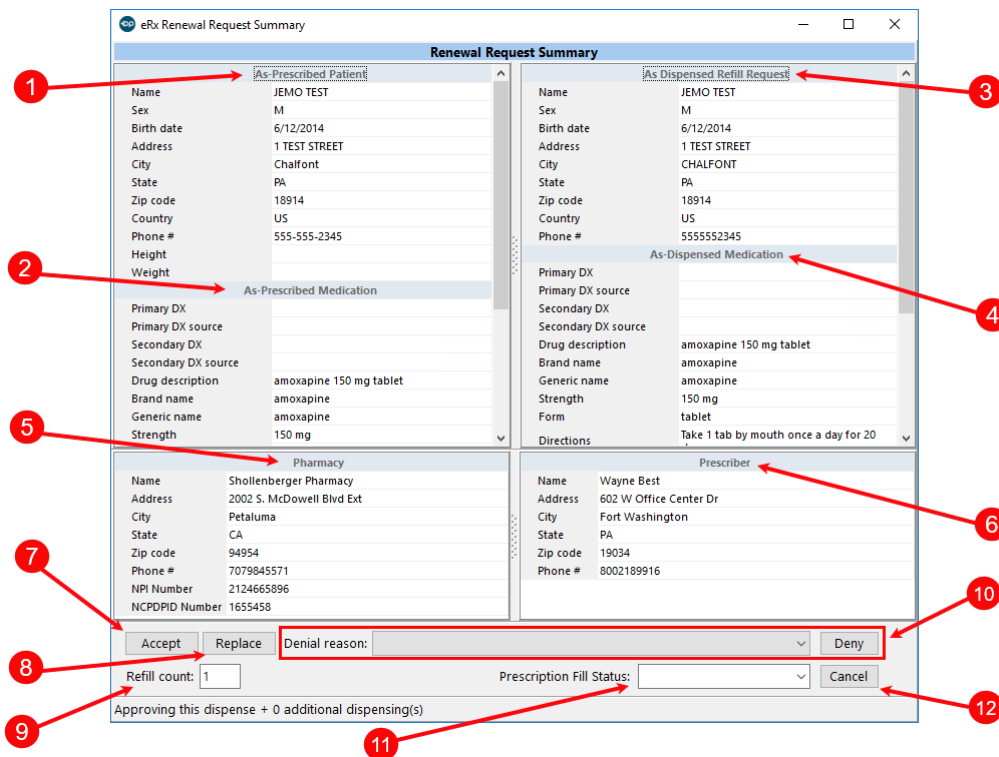 eRx Renewal Request Summary
Renewal Request Summary
As-Prescribed Patient
Name JEMO TEST
Sex M
Birth date 6/12/2014
Address 1 TEST STREET
City Chalfont
State PA
Zip code 18914
Country US
Phone # 555-555-2345
Height
Weight
As-Prescribed Medication
Primary DX
Primary DX source
Secondary DX
Secondary DX source
Drug description amoxapine 150 mg tablet
Brand name amoxapine
Generic name amoxapine
Strength 150 mg
As Dispensed Refill Request
Name JEMO TEST
Sex M
Birth date 6/12/2014
Address 1 TEST STREET
City CHALFONT
State PA
Zip code 18914
Country US
Phone # 5555552345
As-Dispensed Medication
Primary DX
Primary DX source
Secondary DX
Secondary DX source
Drug description amoxapine 150 mg tablet
Brand name amoxapine
Generic name amoxapine
Strength 150 mg
Form tablet
Directions Take 1 tab by mouth once a day for 20
Pharmacy
Name Shollenberger Pharmacy
Address 2002 S. McDowell Blvd Ext
City Petaluma
State CA
Zip code 94954
Phone # 7079845571
NPI Number 2124665896
NCPDPID Number 1655458
Prescriber
Name Wayne Best
Address 602 W Office Center Dr
City Fort Washington
State PA
Zip code 19034
Phone # 8002189916
Accept Replace Denial reason: Deny
Refill count: 1 Prescription Fill Status: Cancel
Approving this dispense + 0 additional dispensing(s)
1
2
3
4
5
6
7
8
9
10
11
12